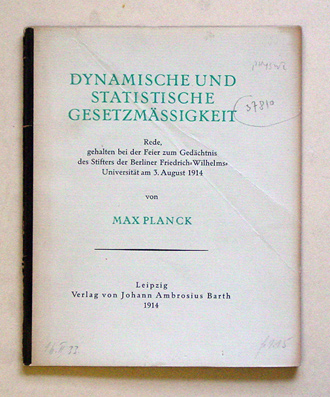 DYNAMISCHE UND
STATISTISCHE
GESETZMÄSSIGKEIT
Rede,
gehalten bei der Feier zum Gedächtnis
des Stifters der Berliner Friedrich-Wilhelms-
Universität am 3. August 1914
von
MAX PLANCK
Leipzig
Verlag von Johann Ambrosius Barth
1914